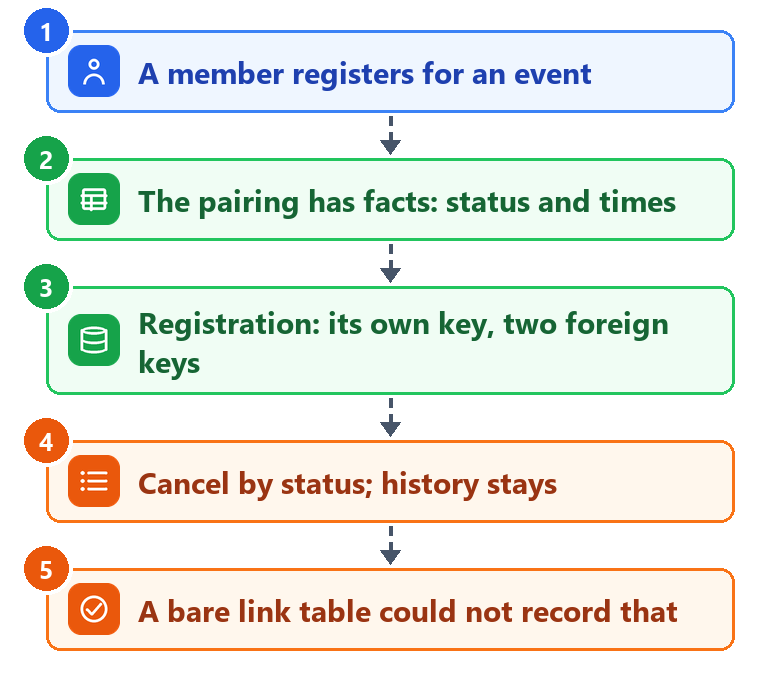 1
A member registers for an event
2
The pairing has facts: status and times
3
Registration: its own key, two foreign
keys
4
Cancel by status; history stays
5
A bare link table could not record that